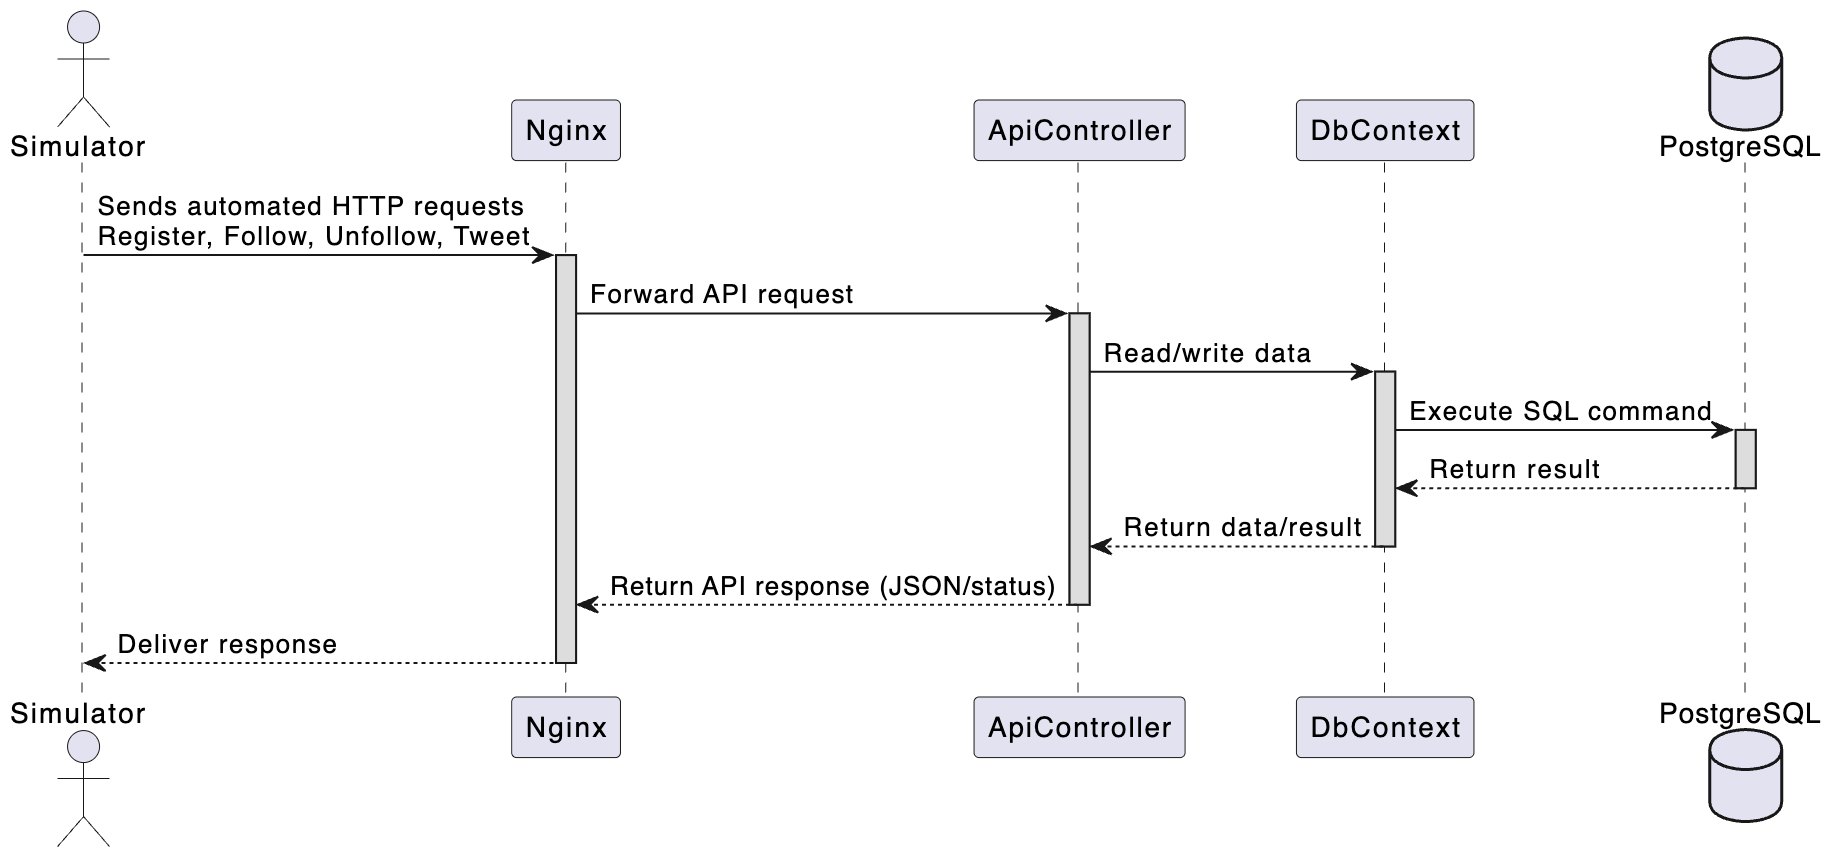 Simulator
Nginx
ApiController
DbContext
PostgreSQL
Sends automated HTTP requests
Register, Follow, Unfollow, Tweet
Forward API request
Read/write data
Execute SQL command
Return result
Return data/result
Return API response (JSON/status)
Deliver response
Simulator
Nginx
ApiController
DbContext
PostgreSQL